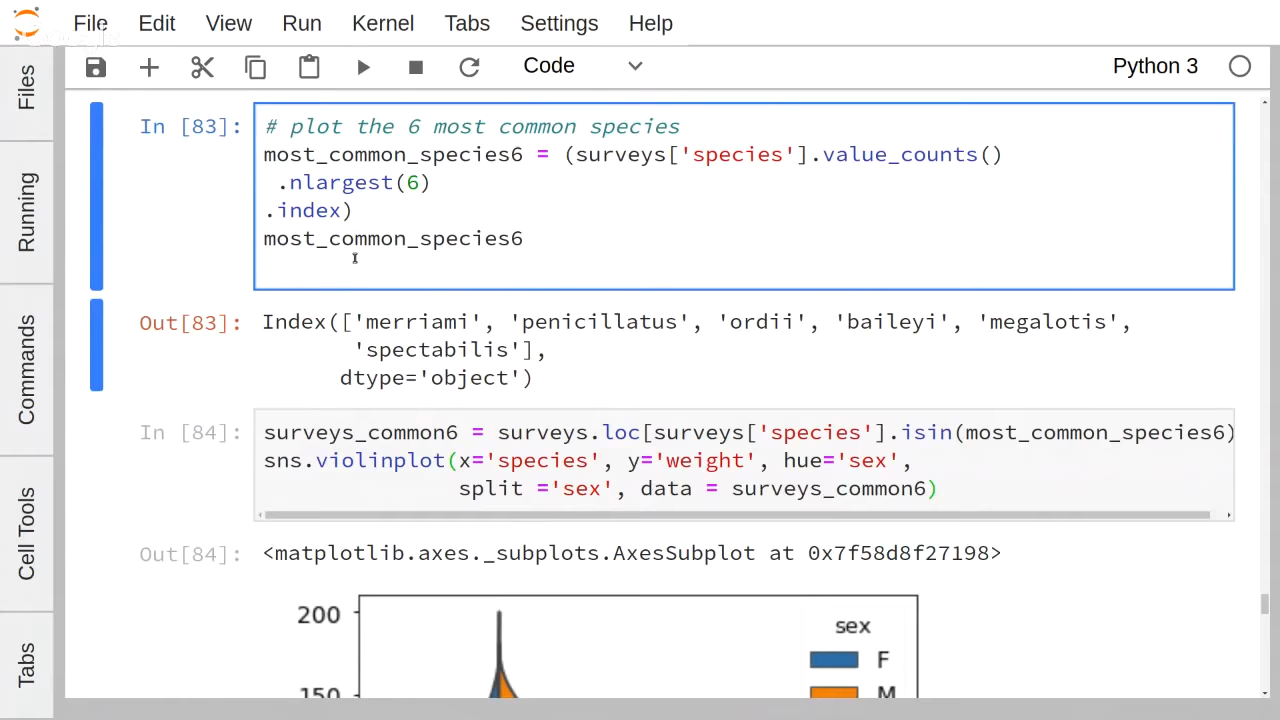 File Edit View Run Kernel Tabs Settings Help
Code Python 3
Files
Running
Commands
Cell Tools
Tabs
In [83]:
# plot the 6 most common species
most_common_species6 = (surveys['species'].value_counts()
.nlargest(6)
.index)
most_common_species6
Out[83]: Index(['merriami', 'penicillatus', 'ordii', 'baileyi', 'megalotis',
'spectabilis'],
dtype='object')
In [84]: surveys_common6 = surveys.loc[surveys['species'].isin(most_common_species6)
sns.violinplot(x='species', y='weight', hue='sex',
split ='sex', data = surveys_common6)
Out[84]: <matplotlib.axes._subplots.AxesSubplot at 0x7f58d8f27198>
200
sex
F
150
M